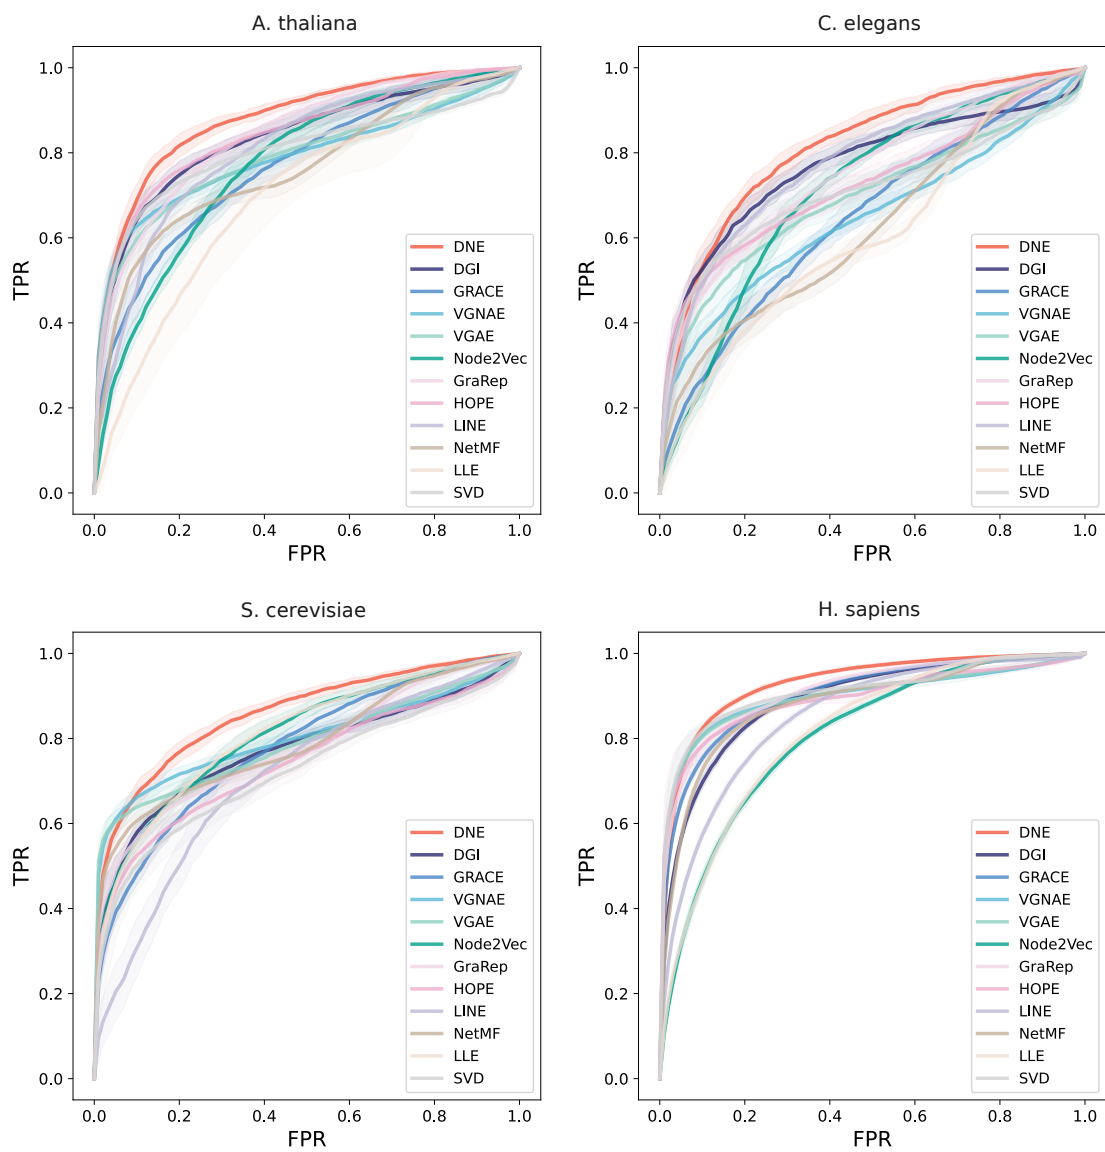 A. thaliana
1.0
0.8
0.6
0.4
0.2
0.0
TPR
0.0 0.2 0.4 0.6 0.8 1.0
FPR
DNE
DGI
GRACE
VGNAE
VGAE
Node2Vec
GraRep
HOPE
LINE
NetMF
LLE
SVD
C. elegans
1.0
0.8
0.6
0.4
0.2
0.0
TPR
0.0 0.2 0.4 0.6 0.8 1.0
FPR
DNE
DGI
GRACE
VGNAE
VGAE
Node2Vec
GraRep
HOPE
LINE
NetMF
LLE
SVD
S. cerevisiae
1.0
0.8
0.6
0.4
0.2
0.0
TPR
0.0 0.2 0.4 0.6 0.8 1.0
FPR
DNE
DGI
GRACE
VGNAE
VGAE
Node2Vec
GraRep
HOPE
LINE
NetMF
LLE
SVD
H. sapiens
1.0
0.8
0.6
0.4
0.2
0.0
TPR
0.0 0.2 0.4 0.6 0.8 1.0
FPR
DNE
DGI
GRACE
VGNAE
VGAE
Node2Vec
GraRep
HOPE
LINE
NetMF
LLE
SVD